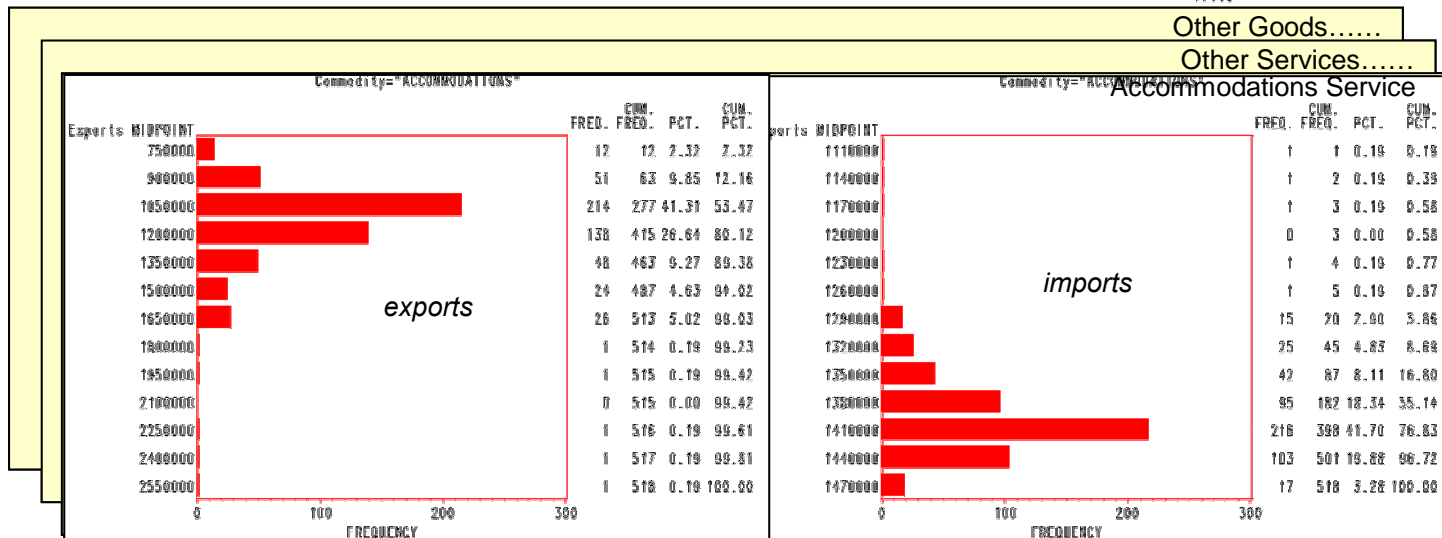 Other Goods……
Other Services……
Accommodations Service
Commodity="ACCOMMODATIONS"
CUM. CUM.
FREQ. FREQ. PCT. PCT.
Exports MIDPOINT
750000 12 12 2.32 2.32
900000 51 63 9.85 12.16
1050000 214 277 41.31 53.47
1200000 138 415 26.64 80.12
1350000 48 463 9.27 89.38
1500000 24 487 4.63 94.02
exports
1650000 26 513 5.02 99.03
1800000 1 514 0.19 99.23
1950000 1 515 0.19 99.42
2100000 0 515 0.00 99.42
2250000 1 516 0.19 99.61
2400000 1 517 0.19 99.81
2550000 1 518 0.19 100.00
0 100 200 300
FREQUENCY
Commodity=
CUM. CUM.
FREQ. FREQ. PCT. PCT.
ports MIDPOINT
1110000 1 1 0.19 0.19
1140000 1 2 0.19 0.39
1170000 1 3 0.19 0.58
1200000 0 3 0.00 0.58
1230000 1 4 0.19 0.77
imports
1260000 1 5 0.19 0.97
1290000 15 20 2.90 3.86
1320000 25 45 4.83 8.69
1350000 42 87 8.11 16.80
1380000 95 182 18.34 35.14
1410000 216 398 41.70 76.83
1440000 103 501 19.88 96.72
1470000 17 518 3.28 100.00
0 100 200 300
FREQUENCY